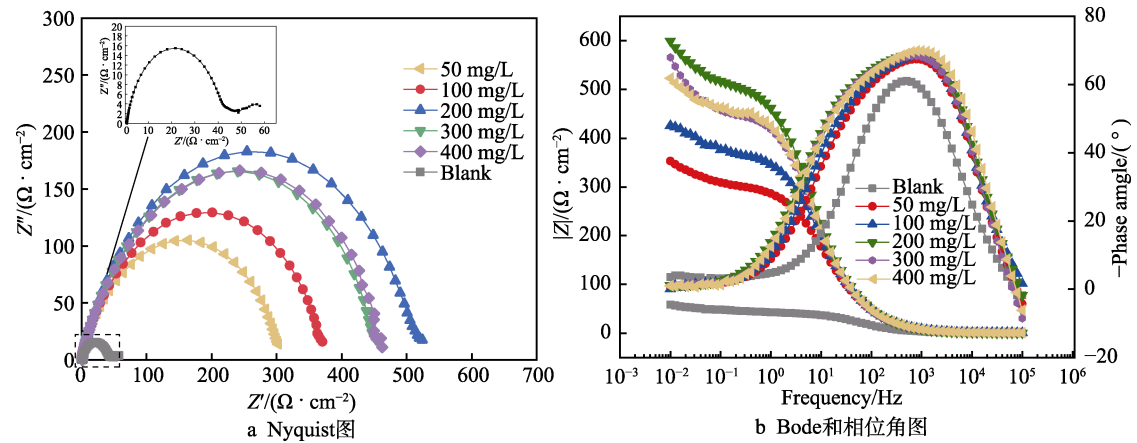 300
250
200
150
100
50
0
Z″/(Ω · cm⁻²)
20
18
16
14
12
10
8
6
4
2
0
Z″/(Ω · cm⁻²)
0 10 20 30 40 50 60
Z′/(Ω · cm⁻²)
50 mg/L
100 mg/L
200 mg/L
300 mg/L
400 mg/L
Blank
0 100 200 300 400 500 600 700
Z′/(Ω · cm⁻²)
a Nyquist图
600
500
400
300
200
100
0
|Z|/(Ω · cm⁻²)
80
60
40
20
0
−20
−Phase amgle/(°)
Blank
50 mg/L
100 mg/L
200 mg/L
300 mg/L
400 mg/L
10⁻³ 10⁻² 10⁻¹ 10⁰ 10¹ 10² 10³ 10⁴ 10⁵ 10⁶
Frequency/Hz
b Bode和相位角图